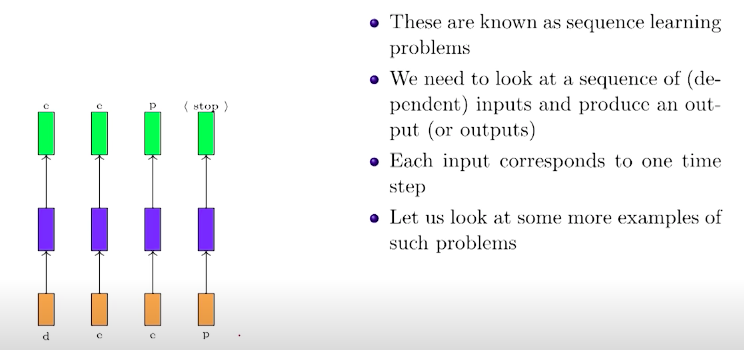 e e p ⟨ stop ⟩
d e e p .
• These are known as sequence learning
problems
• We need to look at a sequence of (de-
pendent) inputs and produce an out-
put (or outputs)
• Each input corresponds to one time
step
• Let us look at some more examples of
such problems